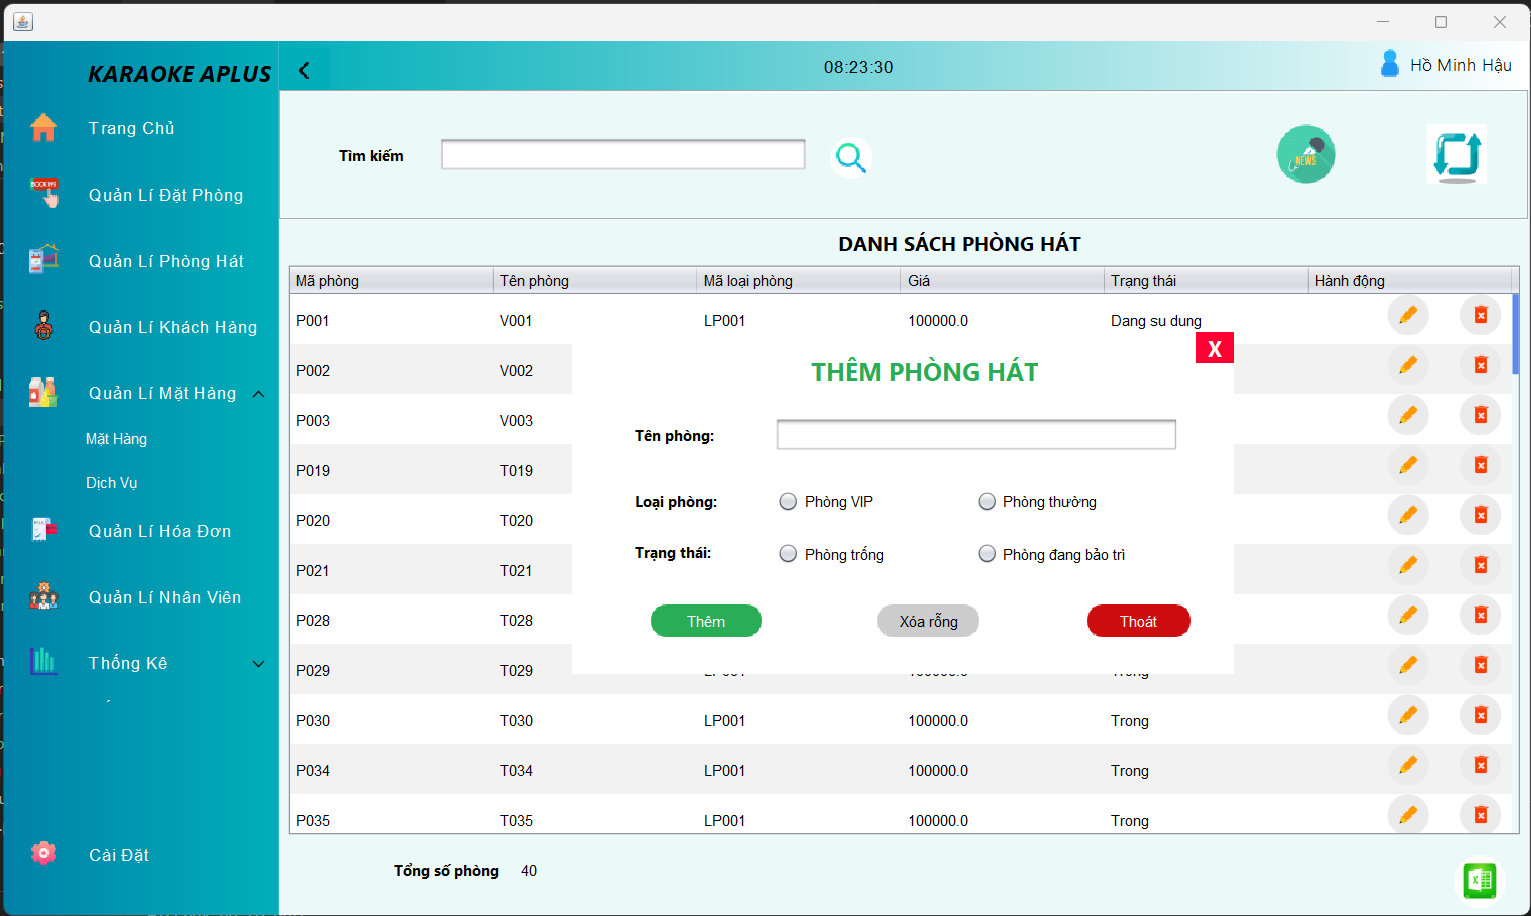 KARAOKE APLUS
08:23:30
Hồ Minh Hậu
Trang Chủ
Quản Lí Đặt Phòng
Quản Lí Phòng Hát
Quản Lí Khách Hàng
Quản Lí Mặt Hàng
Mặt Hàng
Dịch Vụ
Quản Lí Hóa Đơn
Quản Lí Nhân Viên
Thống Kê
Cài Đặt
Tìm kiếm
NEWS
DANH SÁCH PHÒNG HÁT
Mã phòng Tên phòng Mã loại phòng Giá Trạng thái Hành động
P001 V001 LP001 100000.0 Dang su dung
P002 V002
P003 V003
P019 T019
P020 T020
P021 T021
P028 T028
P029 T029
P030 T030 LP001 100000.0 Trong
P034 T034 LP001 100000.0 Trong
P035 T035 LP001 100000.0 Trong
X
THÊM PHÒNG HÁT
Tên phòng:
Loại phòng: Phòng VIP Phòng thường
Trạng thái: Phòng trống Phòng đang bảo trì
Thêm Xóa rỗng Thoát
Tổng số phòng 40